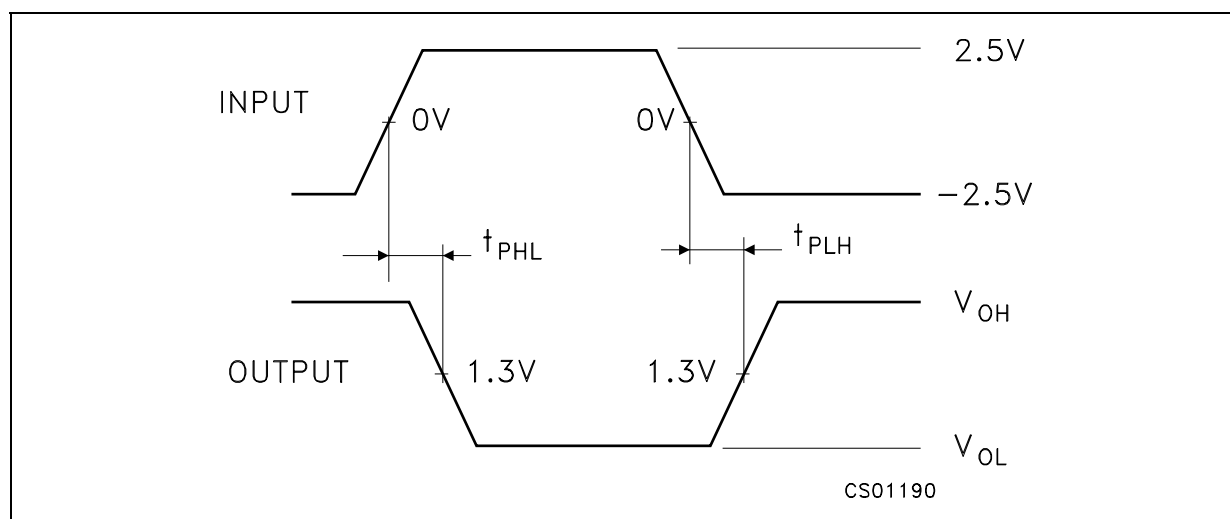 2.5V
INPUT
0V 0V
-2.5V
tPHL tPLH
VOH
OUTPUT 1.3V 1.3V
VOL
CS01190